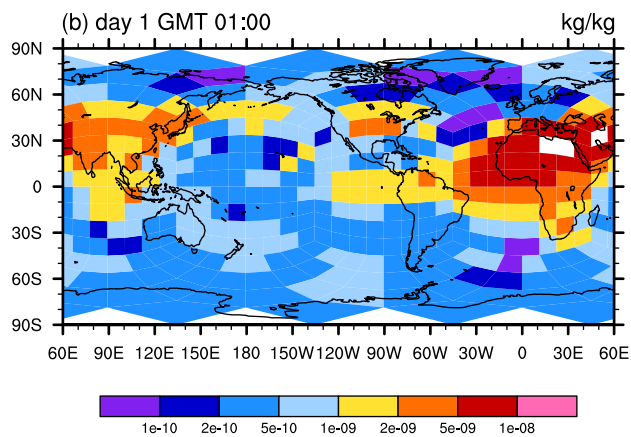 (b) day 1 GMT 01:00 kg/kg
90N
60N
30N
0
30S
60S
90S
60E 90E 120E 150E 180 150W 120W 90W 60W 30W 0 30E 60E
1e-10 2e-10 5e-10 1e-09 2e-09 5e-09 1e-08